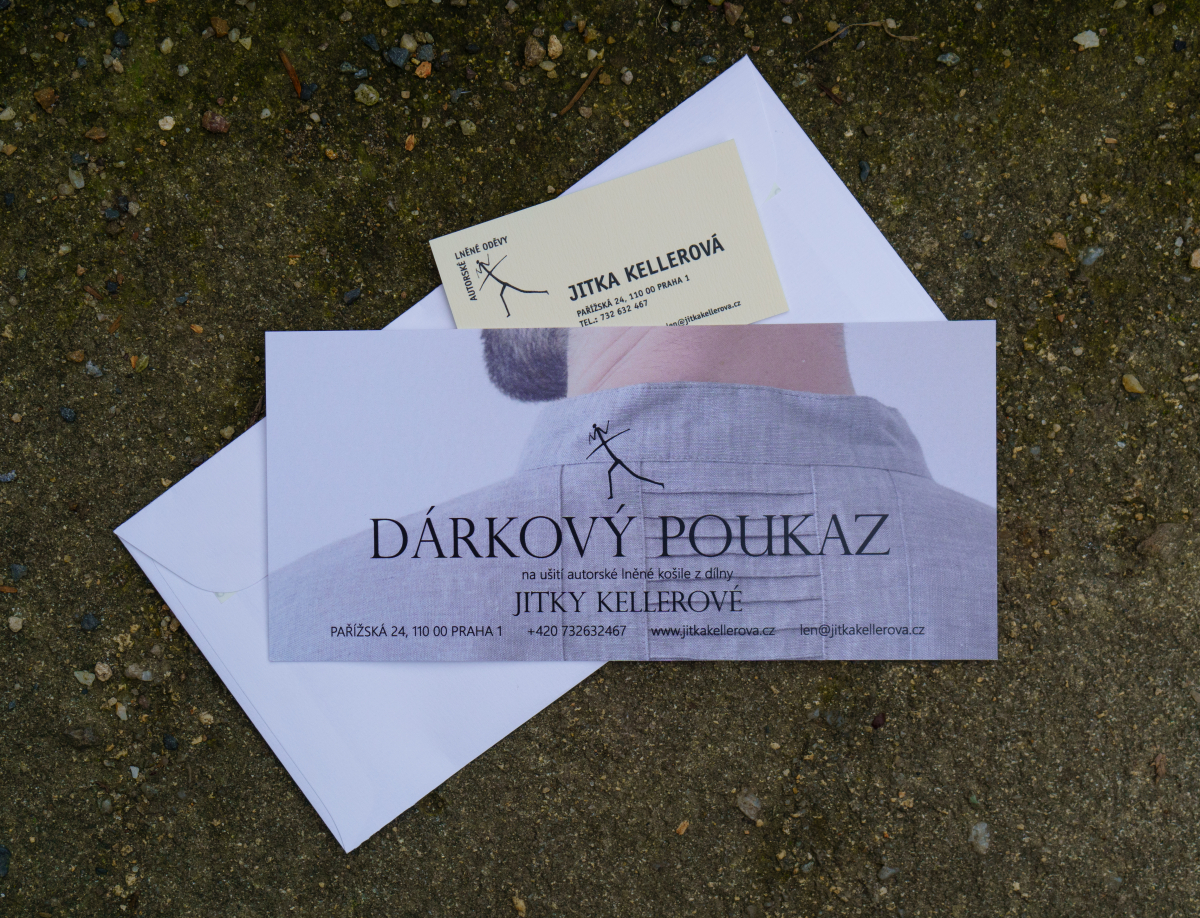 AUTORSKÉ LNĚNÉ ODĚVY
JITKA KELLEROVÁ
PAŘÍŽSKÁ 24, 110 00 PRAHA 1
TEL.: 732 632 467
len@jitkakellerova.cz
DÁRKOVÝ POUKAZ
na ušití autorské lněné košile z dílny
JITKY KELLEROVÉ
PAŘÍŽSKÁ 24, 110 00 PRAHA 1 +420 732632467 www.jitkakellerova.cz len@jitkakellerova.cz